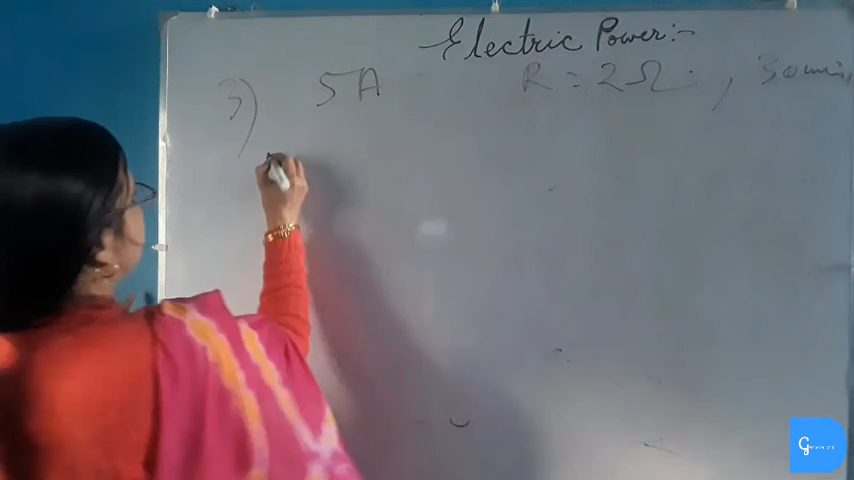 Electric Power:-
3) 5A R = 2Ω, 30 min